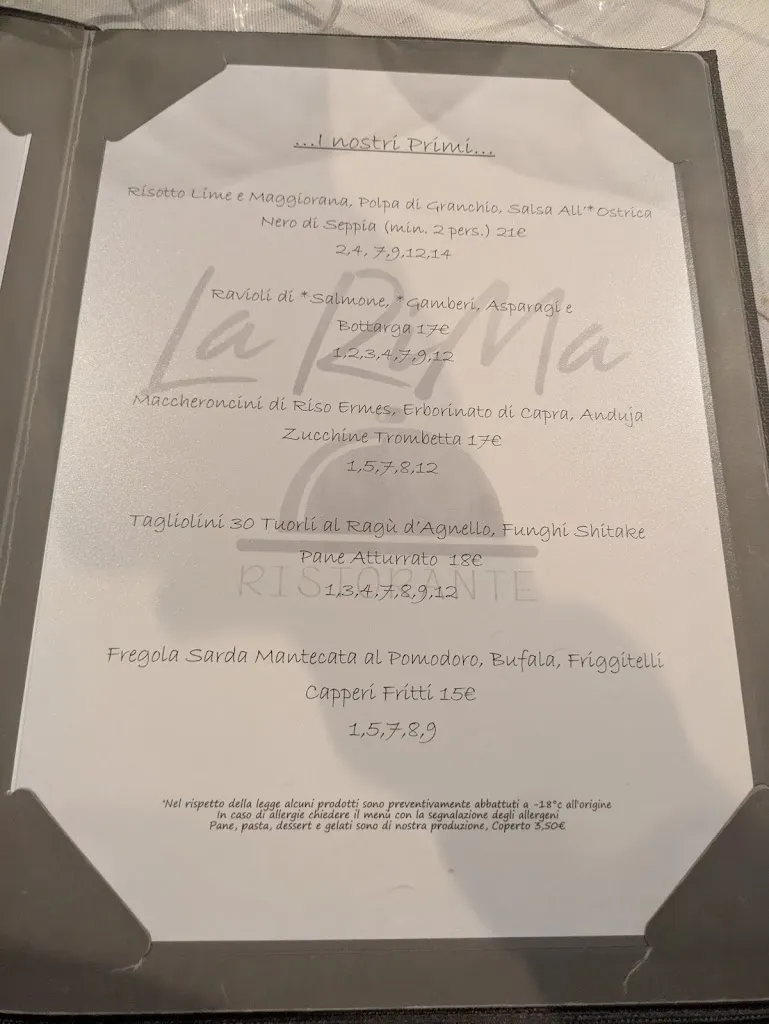 ...I nostri Primi...
Risotto Lime e Maggiorana, Polpa di Granchio, Salsa All'*Ostrica
Nero di Seppia (min. 2 pers.) 21€
2,4, 7,9,12,14
Ravioli di *Salmone, *Gamberi, Asparagi e
Bottarga 17€
1,2,3,4,7,9,12
La RiMa
Maccheroncini di Riso Ermes, Erborinato di Capra, Anduja
Zucchine Trombetta 17€
1,5,7,8,12
Tagliolini 30 Tuorli al Ragù d'Agnello, Funghi Shitake
Pane Atturrato 18€
1,3,4,7,8,9,12
RISTORANTE
Fregola Sarda Mantecata al Pomodoro, Bufala, Friggitelli
Capperi Fritti 15€
1,5,7,8,9
*Nel rispetto della legge alcuni prodotti sono preventivamente abbattuti a -18°c all'origine
In caso di allergie chiedere il menù con la segnalazione degli allergeni
Pane, pasta, dessert e gelati sono di nostra produzione, Coperto 3,50€